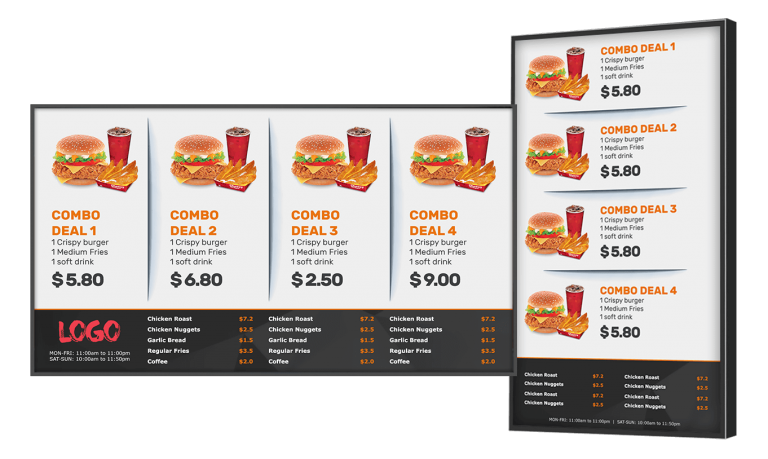 COMBO
DEAL 1
1 Crispy burger
1 Medium Fries
1 soft drink
$5.80
COMBO
DEAL 2
1 Crispy burger
1 Medium Fries
1 soft drink
$6.80
COMBO
DEAL 3
1 Crispy burger
1 Medium Fries
1 soft drink
$2.50
COMBO
DEAL 4
1 Crispy burger
1 Medium Fries
1 soft drink
$9.00
LOGO
MON-FRI: 11:00am to 11:00pm
SAT-SUN: 10:00am to 11:50pm
Chicken Roast $7.2
Chicken Nuggets $2.5
Garlic Bread $1.5
Regular Fries $3.5
Coffee $2.0
Chicken Roast $7.2
Chicken Nuggets $2.5
Garlic Bread $1.5
Regular Fries $3.5
Coffee $2.0
Chicken Roast $7.2
Chicken Nuggets $2.5
Garlic Bread $1.5
Regular Fries $3.5
Coffee $2.0
COMBO DEAL 1
1 Crispy burger
1 Medium Fries
1 soft drink
$5.80
COMBO DEAL 2
1 Crispy burger
1 Medium Fries
1 soft drink
$5.80
COMBO DEAL 3
1 Crispy burger
1 Medium Fries
1 soft drink
$5.80
COMBO DEAL 4
1 Crispy burger
1 Medium Fries
1 soft drink
$5.80
Chicken Roast $7.2
Chicken Nuggets $2.5
Chicken Roast $7.2
Chicken Nuggets $2.5
Chicken Roast $7.2
Chicken Nuggets $2.5
Chicken Roast $7.2
Chicken Nuggets $2.5
MON-FRI: 11:00am to 11:00pm | SAT-SUN: 10:00am to 11:50pm